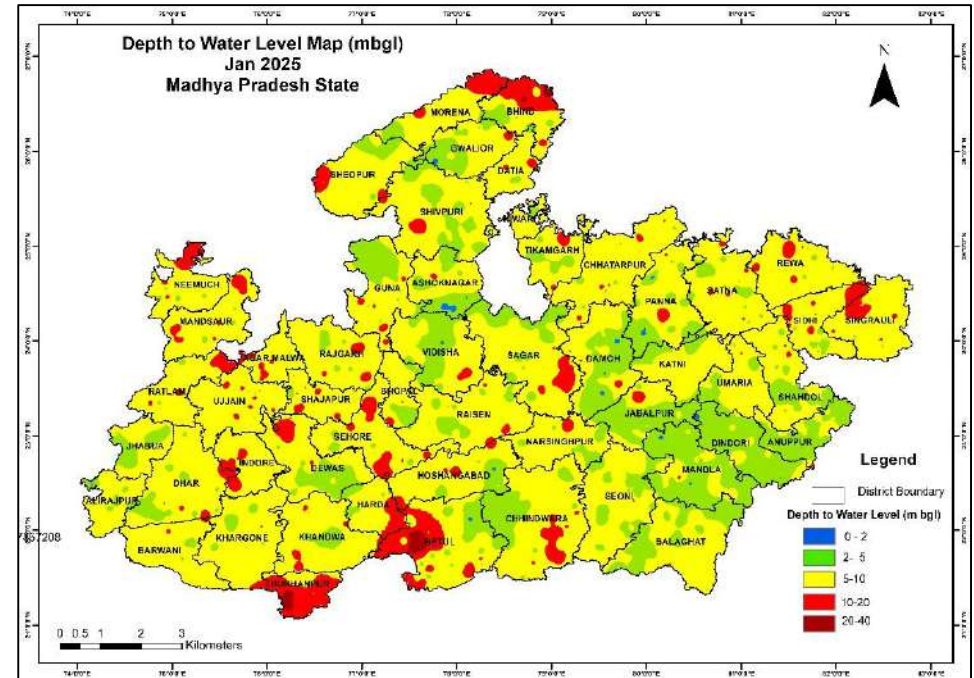 Depth to Water Level Map (mbgl)
Jan 2025
Madhya Pradesh State
N
MORENA
BHIND
GWALIOR
DATIA
SHEOPUR
SHIVPURI
TIKAMGARH
CHHATARPUR
REWA
NEEMUCH
GUNA
ASHOKNAGAR
PANNA
SATNA
SIDHI
SINGRAULI
MANDSAUR
RAJGARH
VIDISHA
SAGAR
DAMOH
KATNI
UMARIA
RATLAM
UJJAIN
SHAJAPUR
BHOPAL
RAISEN
JABALPUR
SHAHDOL
JHABUA
SEHORE
NARSINGHPUR
DINDORI
ANUPPUR
INDORE
DEWAS
HOSHANGABAD
MANDLA
DHAR
ALIRAJPUR
HARDA
CHHINDWARA
SEONI
BARWANI
KHARGONE
KHANDWA
BETUL
BALAGHAT
BURHANPUR
Legend
District Boundary
Depth to Water Level (m bgl)
0 - 2
2- 5
5-10
10-20
20-40
0 0.5 1 2 3
Kilometers